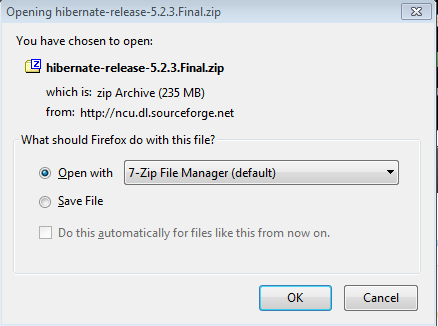 Opening hibernate-release-5.2.3.Final.zip
You have chosen to open:
hibernate-release-5.2.3.Final.zip
which is: zip Archive (235 MB)
from: http://ncu.dl.sourceforge.net
What should Firefox do with this file?
Open with 7-Zip File Manager (default)
Save File
Do this automatically for files like this from now on.
OK Cancel